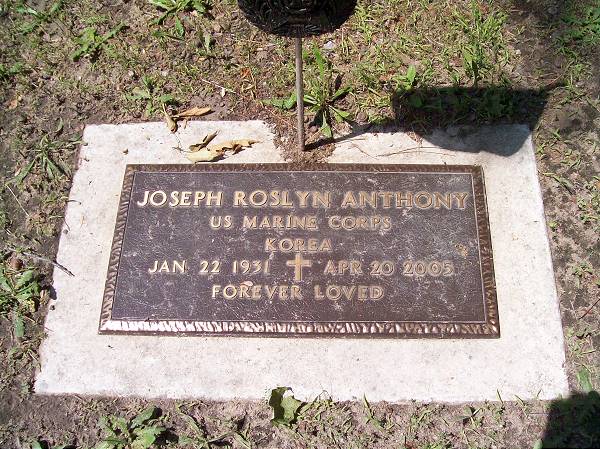 JOSEPH ROSLYN ANTHONY
US MARINE CORPS
KOREA
JAN 22 1931 APR 20 2005
FOREVER LOVED